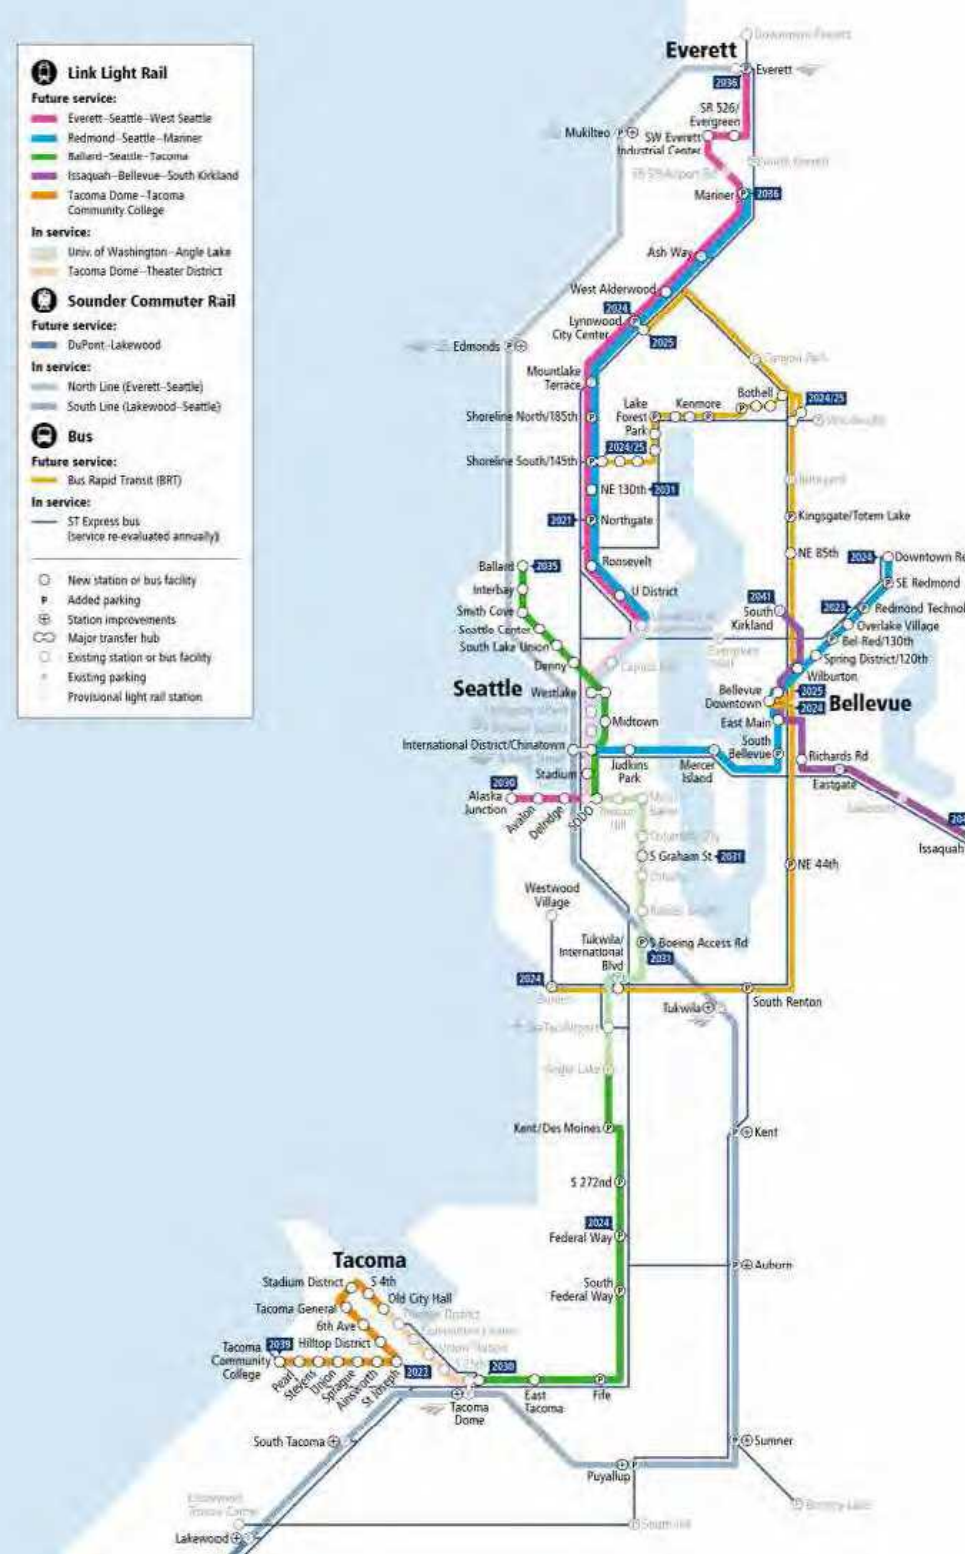 Link Light Rail
Future service:
Everett–Seattle–West Seattle
Redmond–Seattle–Mariner
Ballard–Seattle–Tacoma
Issaquah–Bellevue–South Kirkland
Tacoma Dome–Tacoma
Community College
In service:
Univ. of Washington–Angle Lake
Tacoma Dome–Theater District
Sounder Commuter Rail
Future service:
DuPont–Lakewood
In service:
North Line (Everett–Seattle)
South Line (Lakewood–Seattle)
Bus
Future service:
Bus Rapid Transit (BRT)
In service:
ST Express bus
(service re-evaluated annually)
New station or bus facility
P Added parking
Station improvements
Major transfer hub
Existing station or bus facility
Existing parking
Provisional light rail station
Everett
Everett
2036
SR 526/
Evergreen
Mukilteo
SW Everett
Industrial Center
Mariner
2036
Ash Way
West Alderwood
2024
Lynnwood
City Center
2025
Edmonds
Mountlake
Terrace
Bothell
2024/25
Lake
Forest
Park
Kenmore
Shoreline North/185th
2024/25
Shoreline South/145th
NE 130th
2031
2021
Northgate
Kingsgate/Totem Lake
NE 85th
2024
Downtown Re
Roosevelt
Ballard
2035
SE Redmond
Interbay
U District
2041
South
Kirkland
2023
Redmond Technol
Smith Cove
Overlake Village
Seattle Center
Bel-Red/130th
South Lake Union
Spring District/120th
Denny
Wilburton
Seattle
Westlake
Bellevue
Downtown
2025
2024
Bellevue
Midtown
East Main
International District/Chinatown
South
Bellevue
Judkins
Park
Mercer
Island
Richards Rd
Stadium
Eastgate
2030
Alaska
Junction
Avalon
Delridge
SODO
204
Issaquah
S Graham St
2031
NE 44th
Westwood
Village
Tukwila/
International
Blvd
S Boeing Access Rd
2031
2024
South Renton
Tukwila
Angle Lake
Kent/Des Moines
Kent
S 272nd
2024
Federal Way
Auburn
South
Federal Way
Tacoma
Stadium District
S 4th
Old City Hall
Tacoma General
6th Ave
Hilltop District
2039
Tacoma
Community
College
Pearl
Stevens
Union
Sprague
Ainsworth
St Joseph
2022
2030
Tacoma
Dome
East
Tacoma
Fife
South Tacoma
Sumner
Puyallup
Lakewood